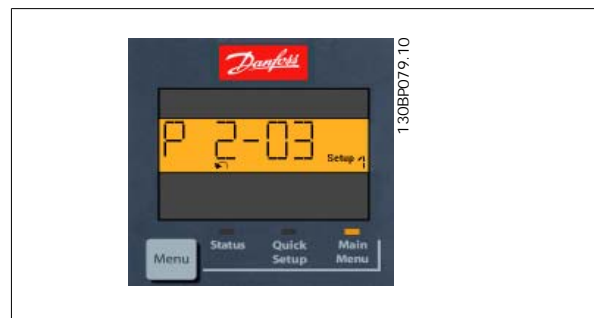 Danfoss
130BP079.10
P 2-03
Setup 1
Status
Quick Setup
Main Menu
Menu